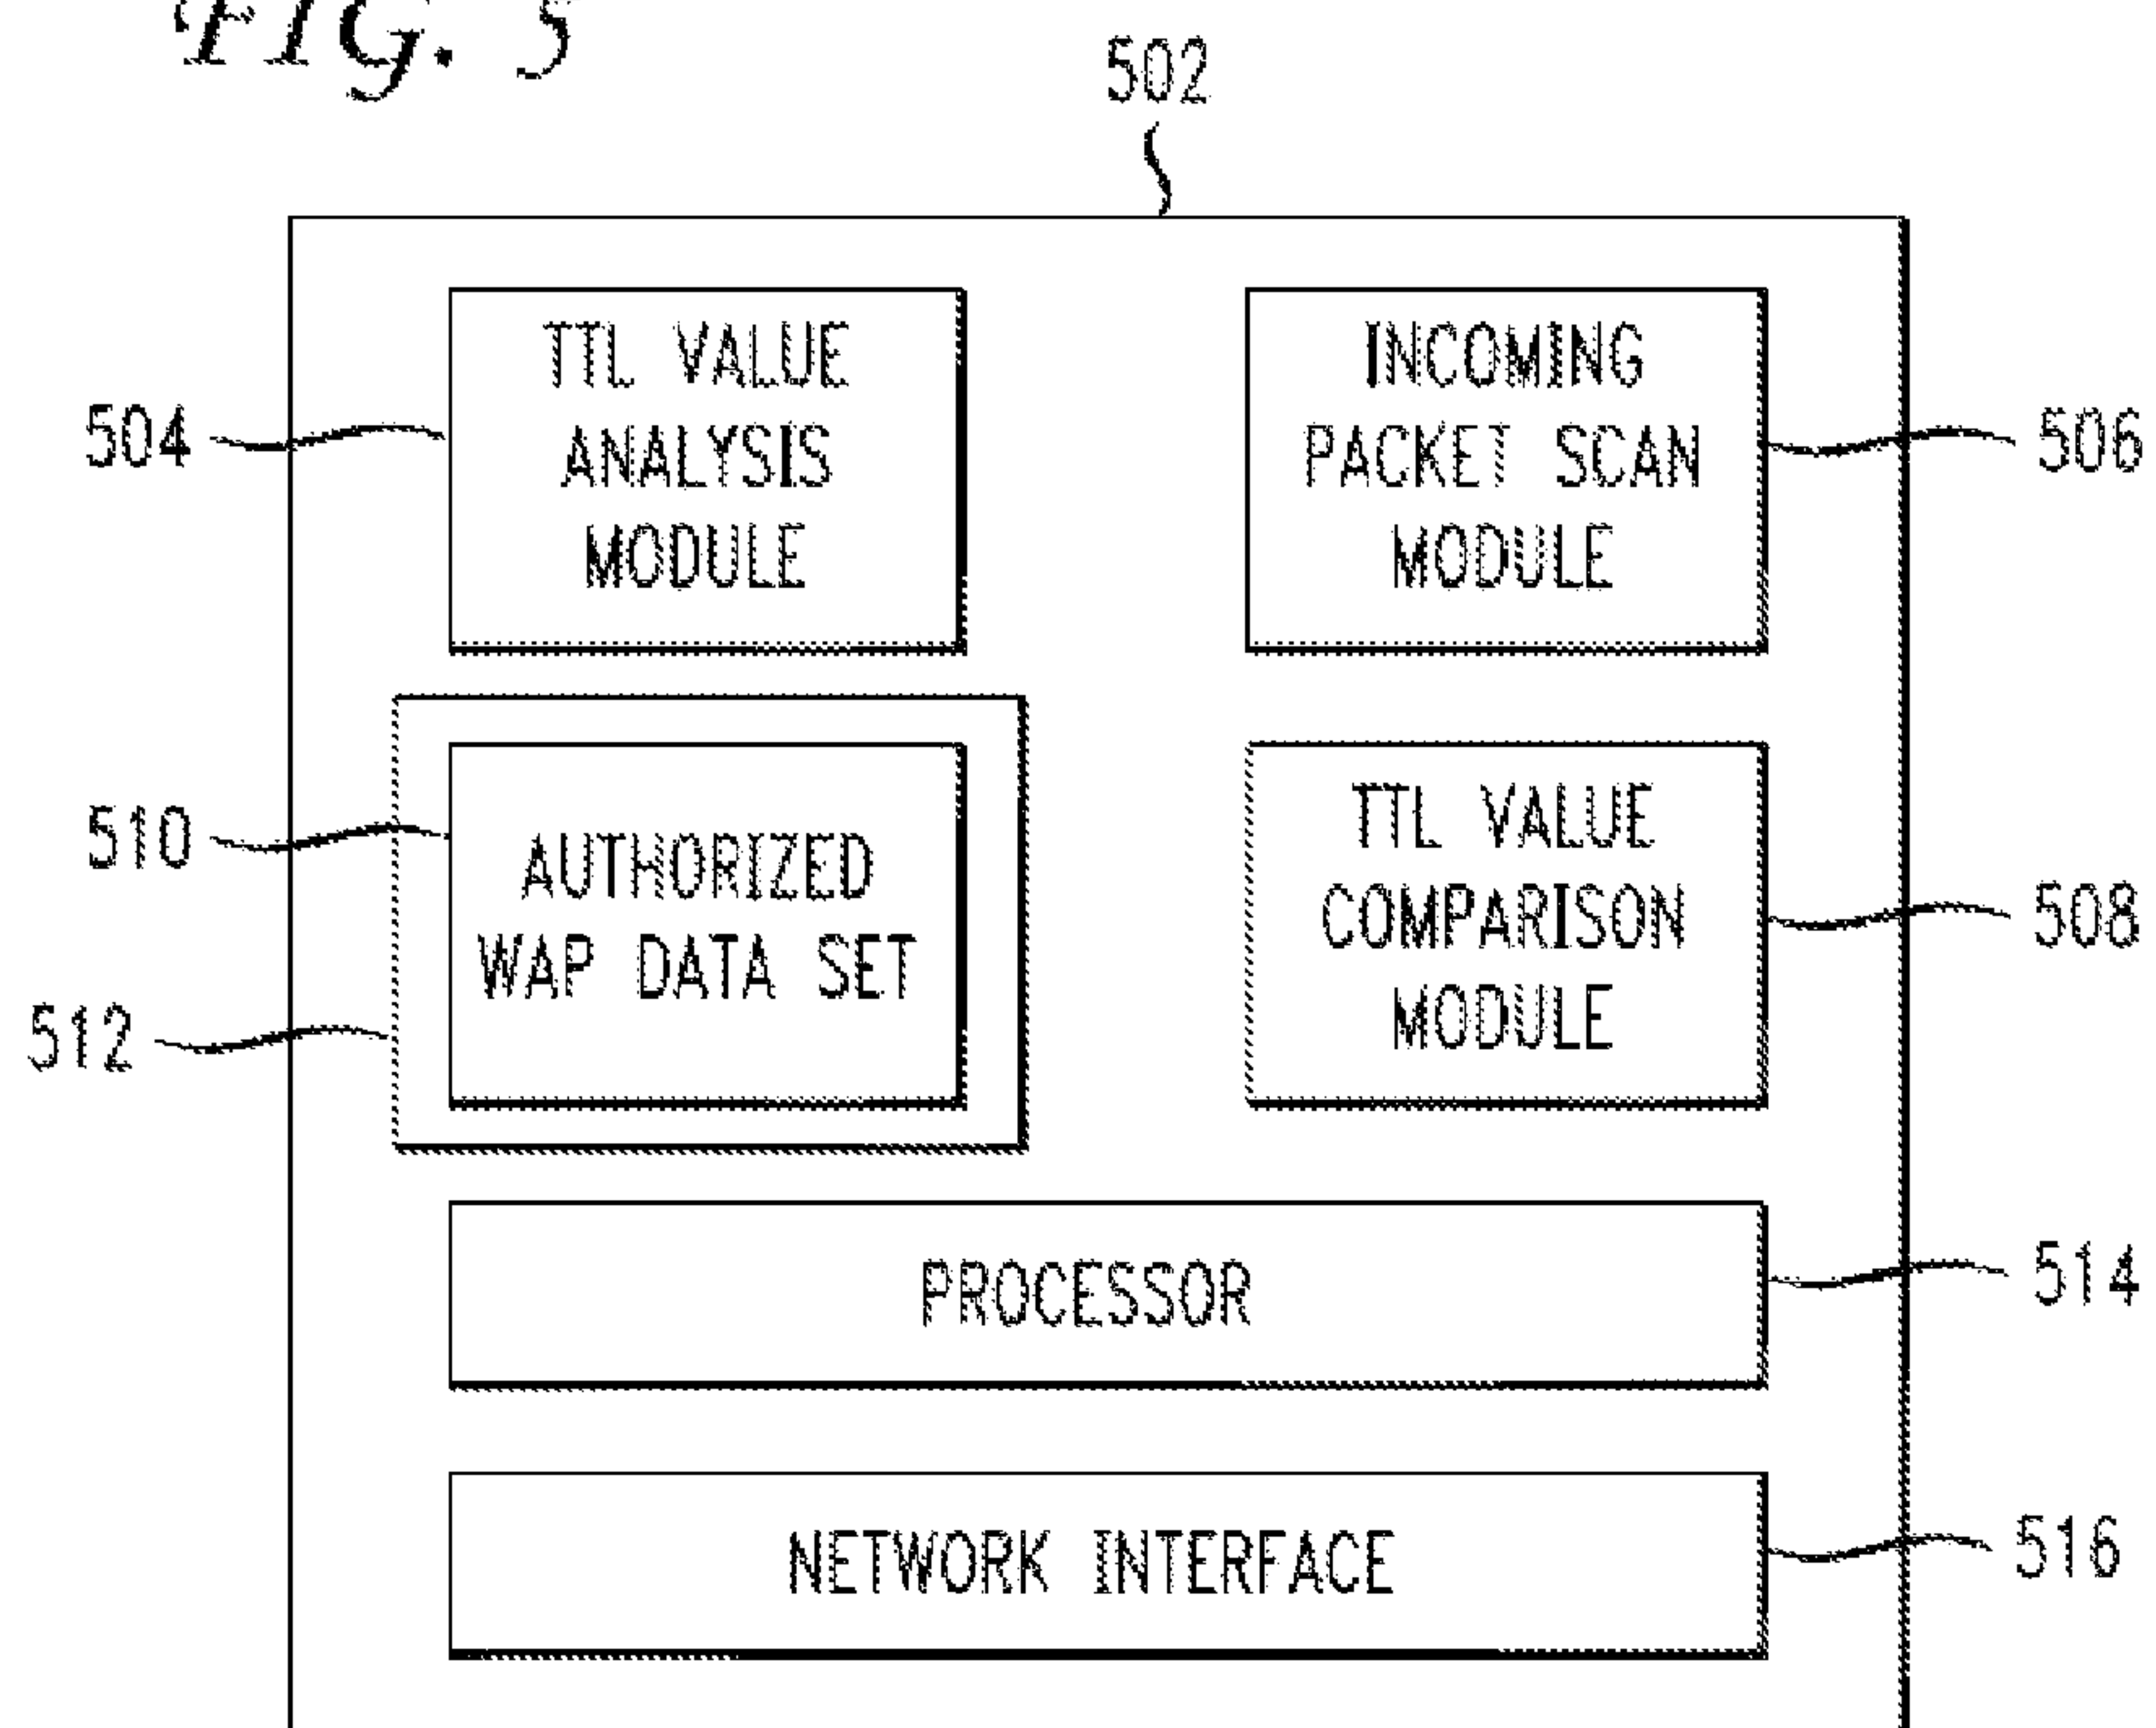 FIG. 5
502
TTL VALUE
ANALYSIS
MODULE
504
INCOMING
PACKET SCAN
MODULE
506
510
AUTHORIZED
WAP DATA SET
512
TTL VALUE
COMPARISON
MODULE
508
PROCESSOR
514
NETWORK INTERFACE
516